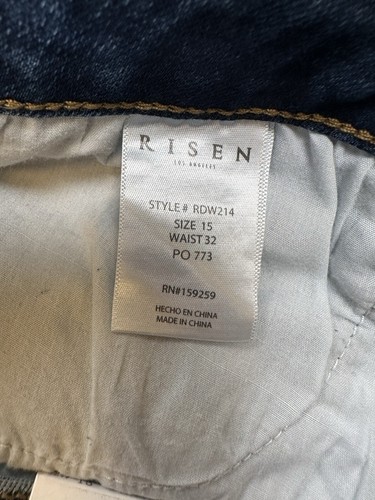 RISEN
LOS ANGELES
STYLE# RDW214
SIZE 15
WAIST 32
PO 773
RN#159259
HECHO EN CHINA
MADE IN CHINA